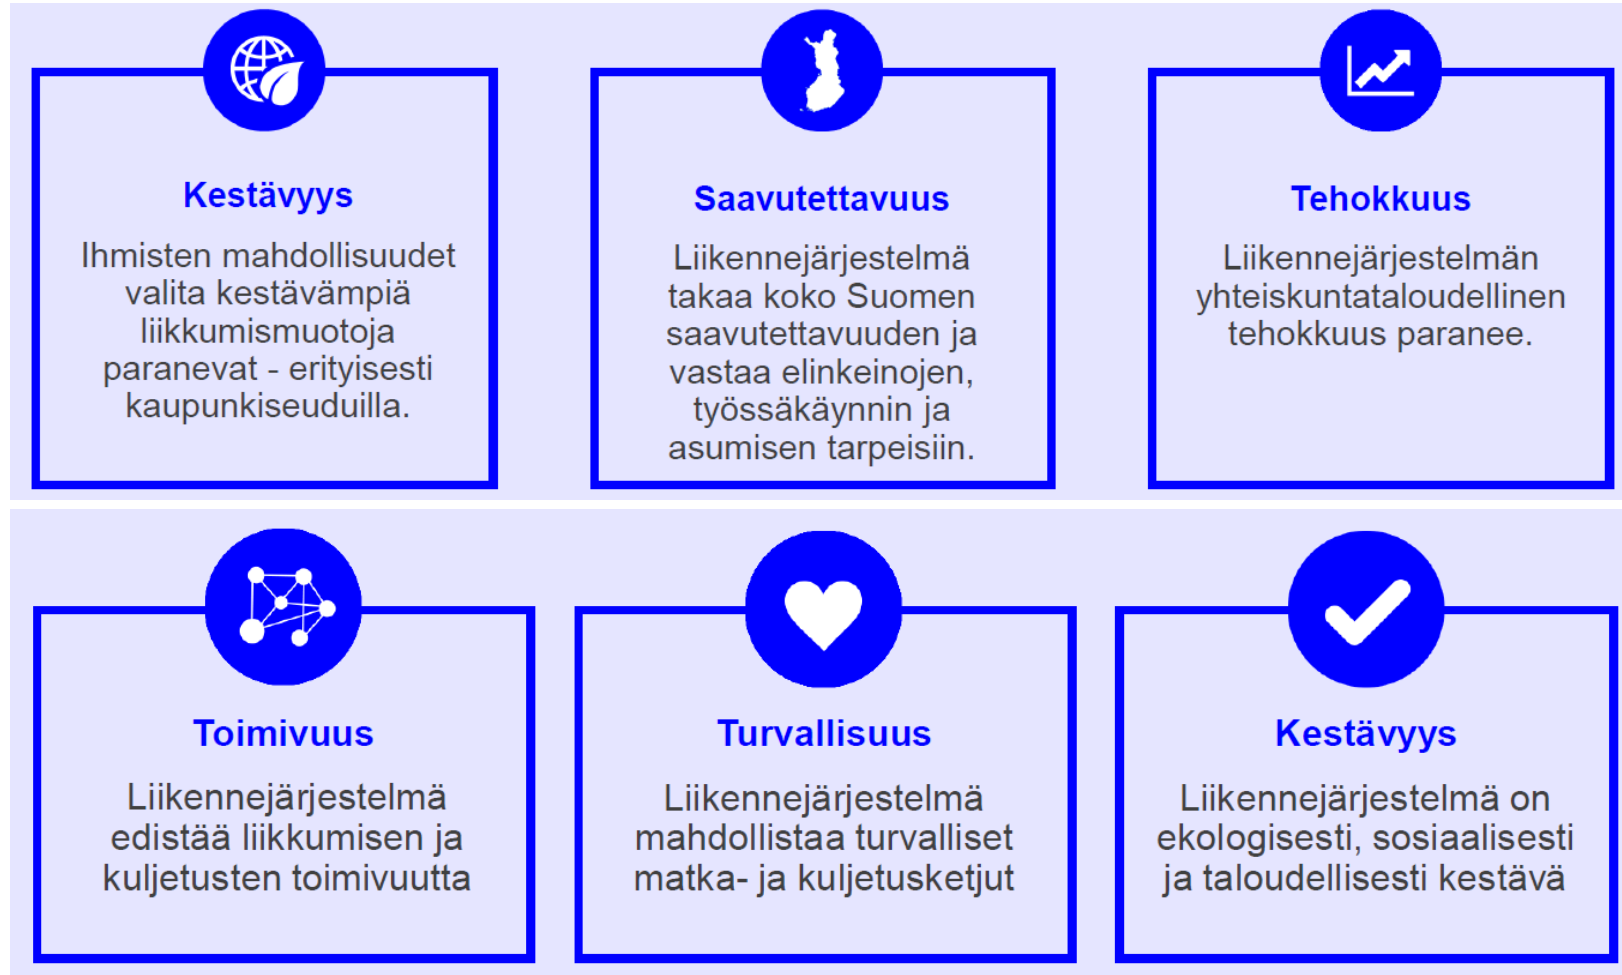 Kestävyys
Ihmisten mahdollisuudet
valita kestävämpiä
liikkumismuotoja
paranevat - erityisesti
kaupunkiseuduilla.
Saavutettavuus
Liikennejärjestelmä
takaa koko Suomen
saavutettavuuden ja
vastaa elinkeinojen,
työssäkäynnin ja
asumisen tarpeisiin.
Tehokkuus
Liikennejärjestelmän
yhteiskuntataloudellinen
tehokkuus paranee.
Toimivuus
Liikennejärjestelmä
edistää liikkumisen ja
kuljetusten toimivuutta
Turvallisuus
Liikennejärjestelmä
mahdollistaa turvalliset
matka- ja kuljetusketjut
Kestävyys
Liikennejärjestelmä on
ekologisesti, sosiaalisesti
ja taloudellisesti kestävä